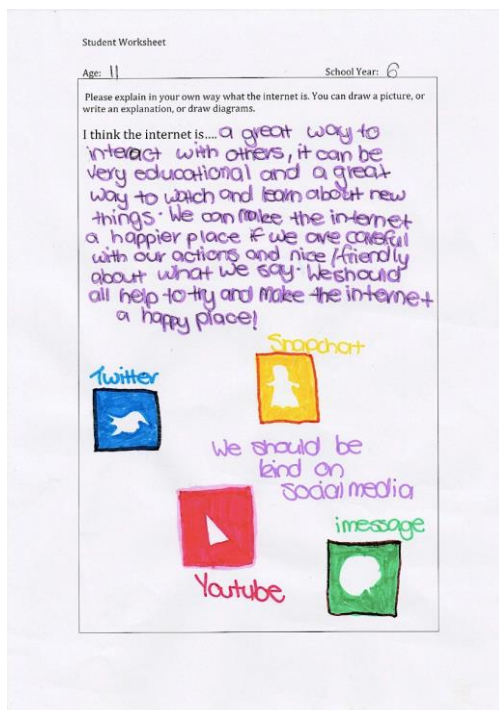 Student Worksheet
Age: 11 School Year: 6
Please explain in your own way what the internet is. You can draw a picture, or
write an explanation, or draw diagrams.
I think the internet is.... a great way to
interact with others, it can be
very educational and a great
way to watch and learn about new
things. We can make the internet
a happier place if we are careful
with our actions and nice/friendly
about what we say. We should
all help to try and make the internet
a happy place!
Snapchat
Twitter
We should be
kind on
social media
imessage
Youtube